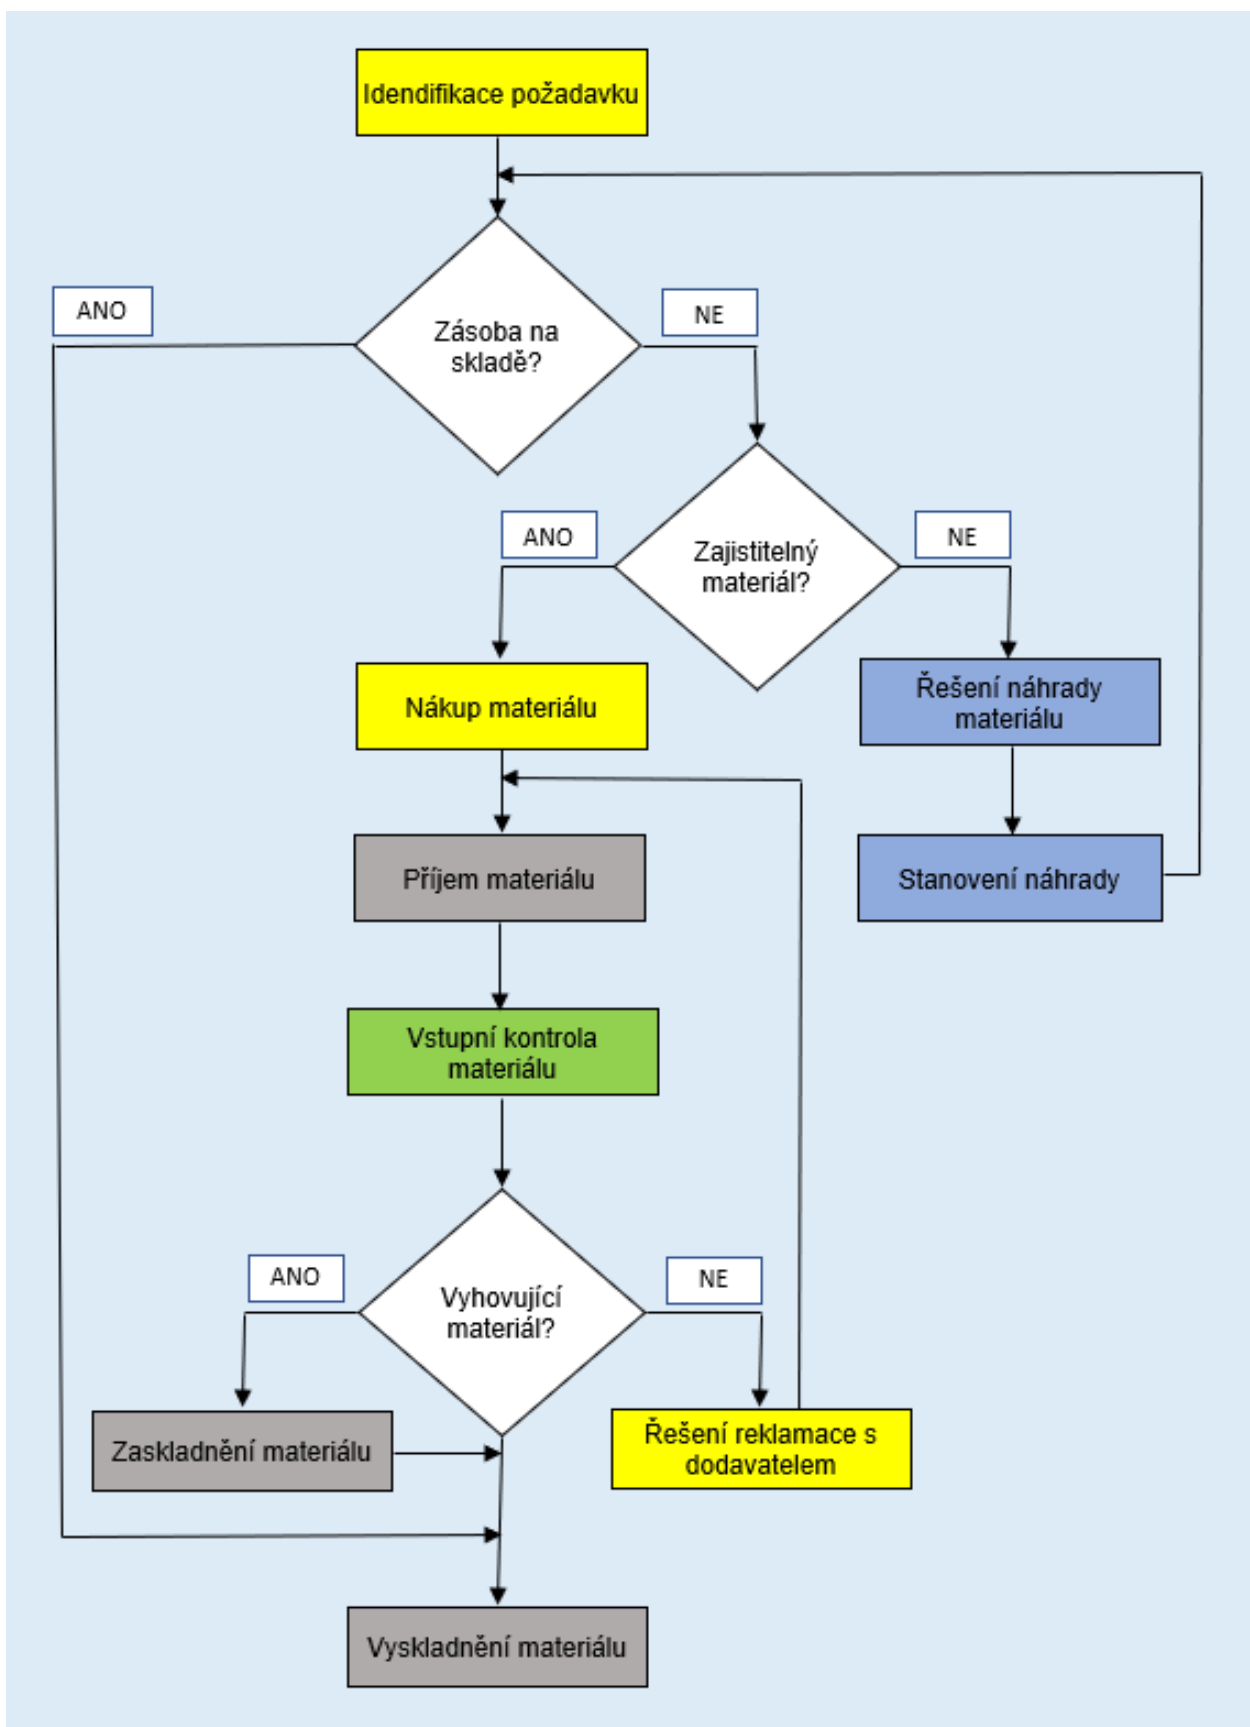 Idendifikace požadavku
ANO
NE
Zásoba na
skladě?
ANO
NE
Zajistitelný
materiál?
Nákup materiálu
Řešení náhrady
materiálu
Příjem materiálu
Stanovení náhrady
Vstupní kontrola
materiálu
ANO
NE
Vyhovující
materiál?
Zaskladnění materiálu
Řešení reklamace s
dodavatelem
Vyskladnění materiálu